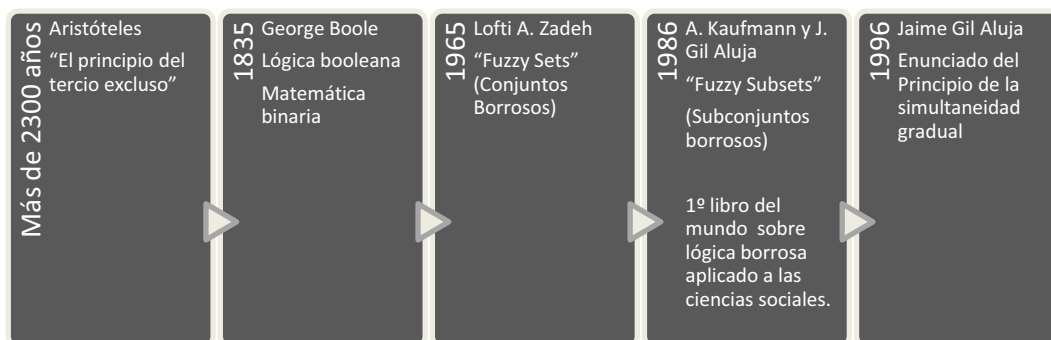 Más de 2300 años
Aristóteles
“El principio del
tercio excluso”
1835
George Boole
Lógica booleana
Matemática
binaria
1965
Lofti A. Zadeh
“Fuzzy Sets”
(Conjuntos
Borrosos)
1986
A. Kaufmann y J.
Gil Aluja
“Fuzzy Subsets”
(Subconjuntos
borrosos)
1º libro del
mundo sobre
lógica borrosa
aplicado a las
ciencias sociales.
1996
Jaime Gil Aluja
Enunciado del
Principio de la
simultaneidad
gradual